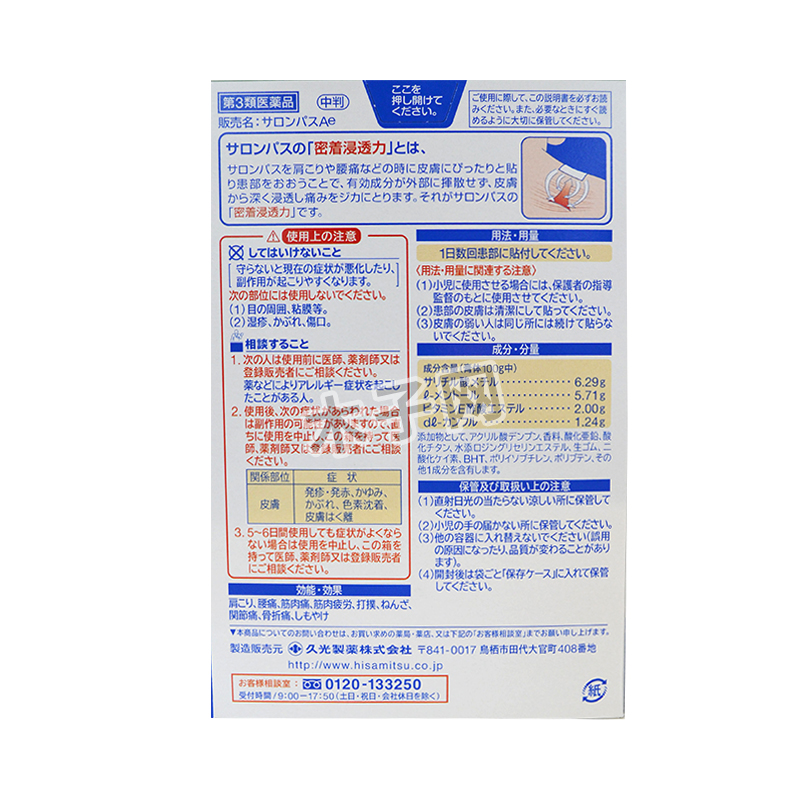 第3類医薬品 中判
販売名：サロンパスAe
ここを
押し開けて
ください。
ご使用に際して、この説明書を必ずお読
みください。また、必要なときにすぐ読
めるように大切に保管してください。
サロンパスの「密着浸透力」とは、
サロンパスを肩こりや腰痛などの時に皮膚にぴったりと貼
り患部をおおうことで、有効成分が外部に揮散せず、皮膚
から深く浸透し痛みをジカにとります。それがサロンパスの
「密着浸透力」です。
使用上の注意
してはいけないこと
守らないと現在の症状が悪化したり、
副作用が起こりやすくなります。
次の部位には使用しないでください。
(1)目の周囲、粘膜等。
(2)湿疹、かぶれ、傷口。
相談すること
1.次の人は使用前に医師、薬剤師又は
登録販売者にご相談ください。
薬などによりアレルギー症状を起こし
たことがある人。
2.使用後、次の症状があらわれた場合
は副作用の可能性がありますので、直
ちに使用を中止し、この箱を持って医
師、薬剤師又は登録販売者にご相談
ください。
関係部位 症状
皮膚 発疹・発赤、かゆみ、
かぶれ、色素沈着、
皮膚はく離
3.5〜6日間使用しても症状がよくなら
ない場合は使用を中止し、この箱を
持って医師、薬剤師又は登録販売者
にご相談ください。
効能・効果
肩こり、腰痛、筋肉痛、筋肉疲労、打撲、ねんざ、
関節痛、骨折痛、しもやけ
用法・用量
1日数回患部に貼付してください。
〈用法・用量に関連する注意〉
(1)小児に使用させる場合には、保護者の指導
監督のもとに使用させてください。
(2)患部の皮膚は清潔にして貼ってください。
(3)皮膚の弱い人は同じ所には続けて貼らな
いでください。
成分・分量
成分含量(膏体100g中)
サリチル酸メチル 6.29g
ℓ-メントール 5.71g
ビタミンE酢酸エステル 2.00g
dℓ-カンフル 1.24g
添加物として、アクリル酸デンプン、香料、酸化亜鉛、酸
化チタン、水添ロジングリセリンエステル、生ゴム、二
酸化ケイ素、BHT、ポリイソブチレン、ポリブテン、その
他1成分を含有します。
保管及び取扱い上の注意
(1)直射日光の当たらない涼しい所に保管して
ください。
(2)小児の手の届かない所に保管してください。
(3)他の容器に入れ替えないでください(誤用
の原因になったり、品質が変わることがあり
ます)。
(4)開封後は袋ごと「保存ケース」に入れて保管
してください。
▼本商品についてのお問い合わせは、お買い求めの薬局・薬店、又は下記の「お客様相談室」までお願い申し上げます。
製造販売元 久光製薬株式会社 〒841-0017 鳥栖市田代大官町408番地
http://www.hisamitsu.co.jp
お客様相談室： 0120-133250
受付時間/9:00-17:50(土日・祝日・会社休日を除く)
紙
木子网